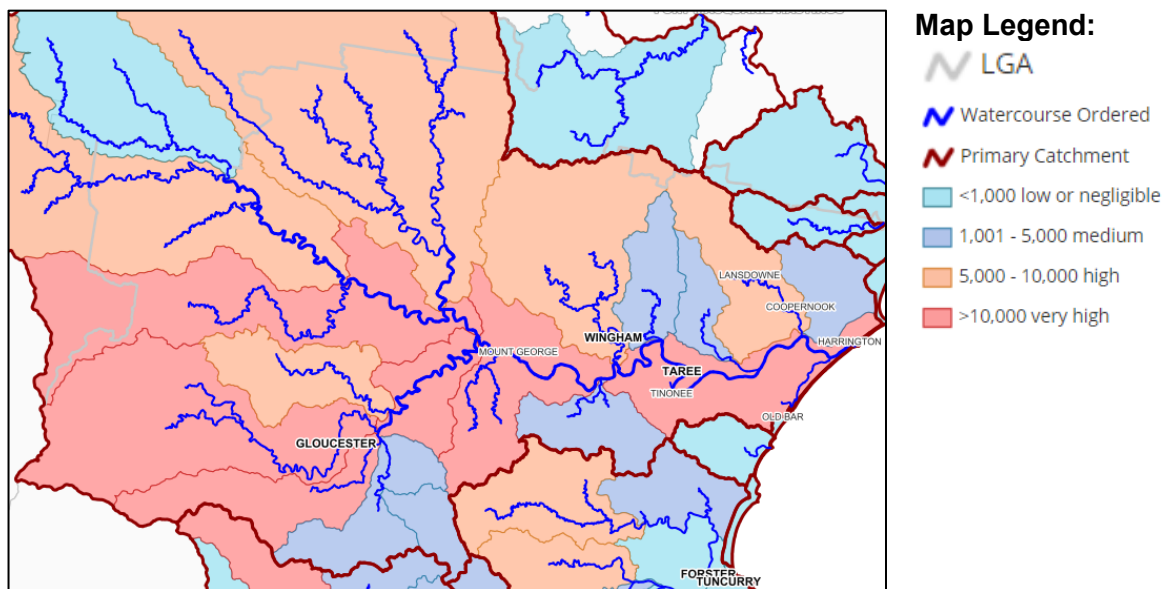 Map Legend:
LGA
Watercourse Ordered
Primary Catchment
<1,000 low or negligible
1,001 - 5,000 medium
5,000 - 10,000 high
>10,000 very high
LANSDOWNE
COOPERNOOK
WINGHAM
HARRINGTON
MOUNT GEORGE
TAREE
TINONEE
OLD BAR
GLOUCESTER
FORSTER
TUNCURRY